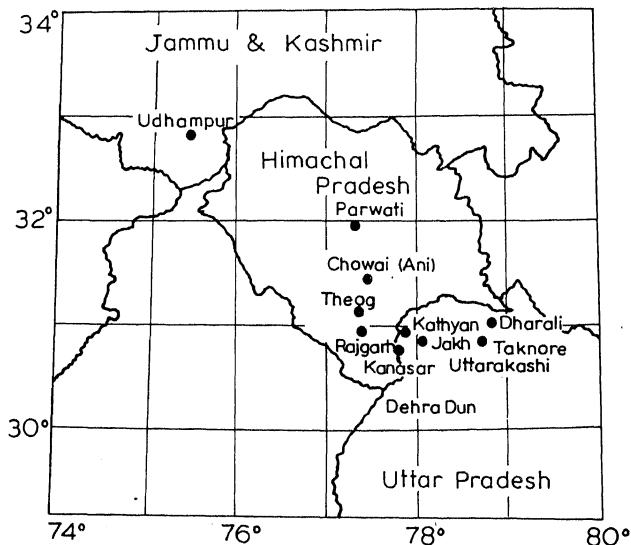 34°
Jammu & Kashmir
Udhampur
Himachal
Pradesh
32°
Parwati
Chowai (Ani)
Theog
Kathyan
Dharali
Rajgarh
Jakh
Taknore
Kanasar
Uttarakashi
Dehra Dun
30°
Uttar Pradesh
74°
76°
78°
80°